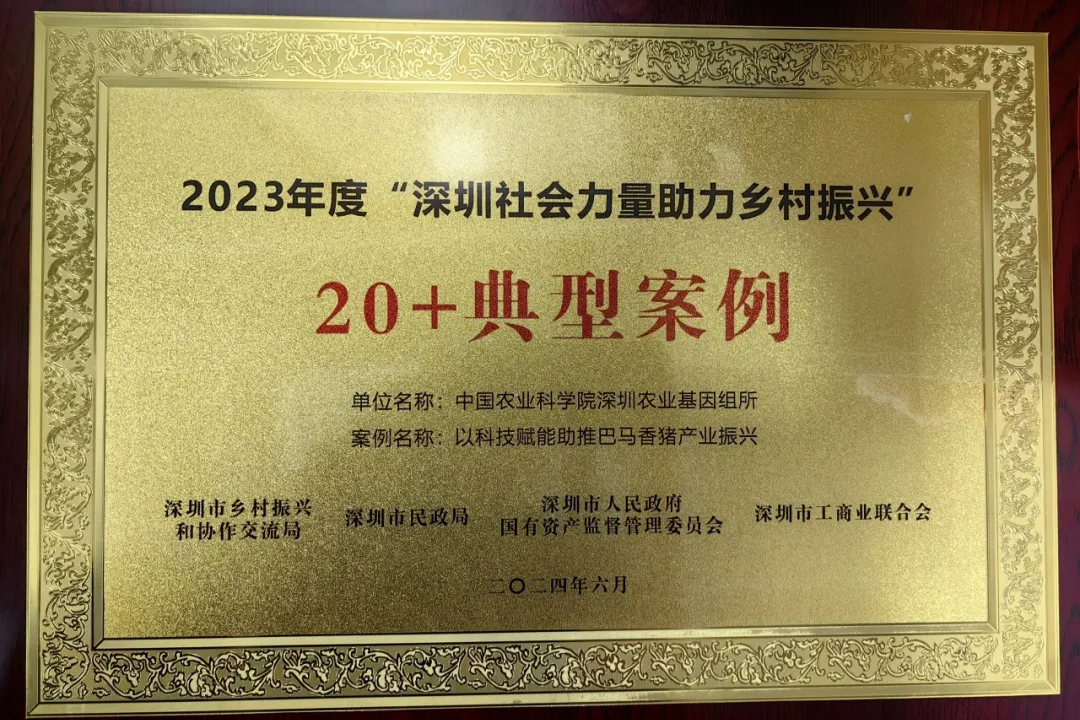 2023年度“深圳社会力量助力乡村振兴”
20+典型案例
单位名称：中国农业科学院深圳农业基因组所
案例名称：以科技赋能助推巴马香猪产业振兴
深圳市乡村振兴
和协作交流局
深圳市民政局
深圳市人民政府
国有资产监督管理委员会
深圳市工商业联合会
二〇二四年六月